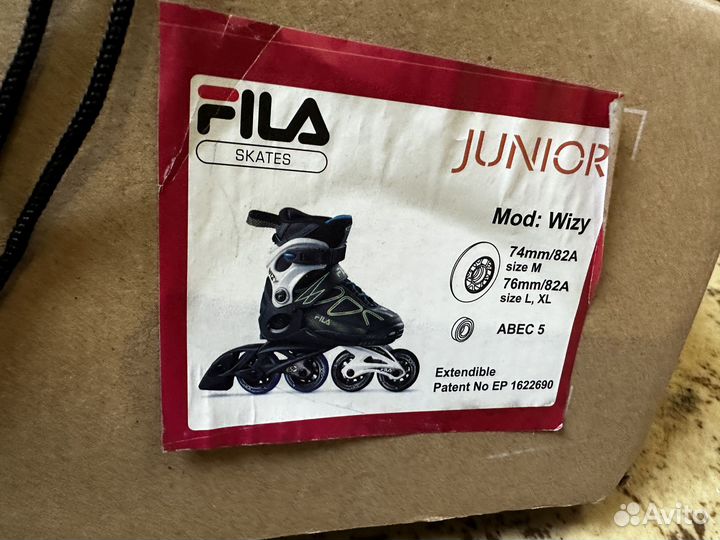 FILA
SKATES
JUNIOR
Mod: Wizy
74mm/82A
size M
76mm/82A
size L, XL
ABEC 5
Extendible
Patent No EP 1622690
WIZY
FILA
Avito